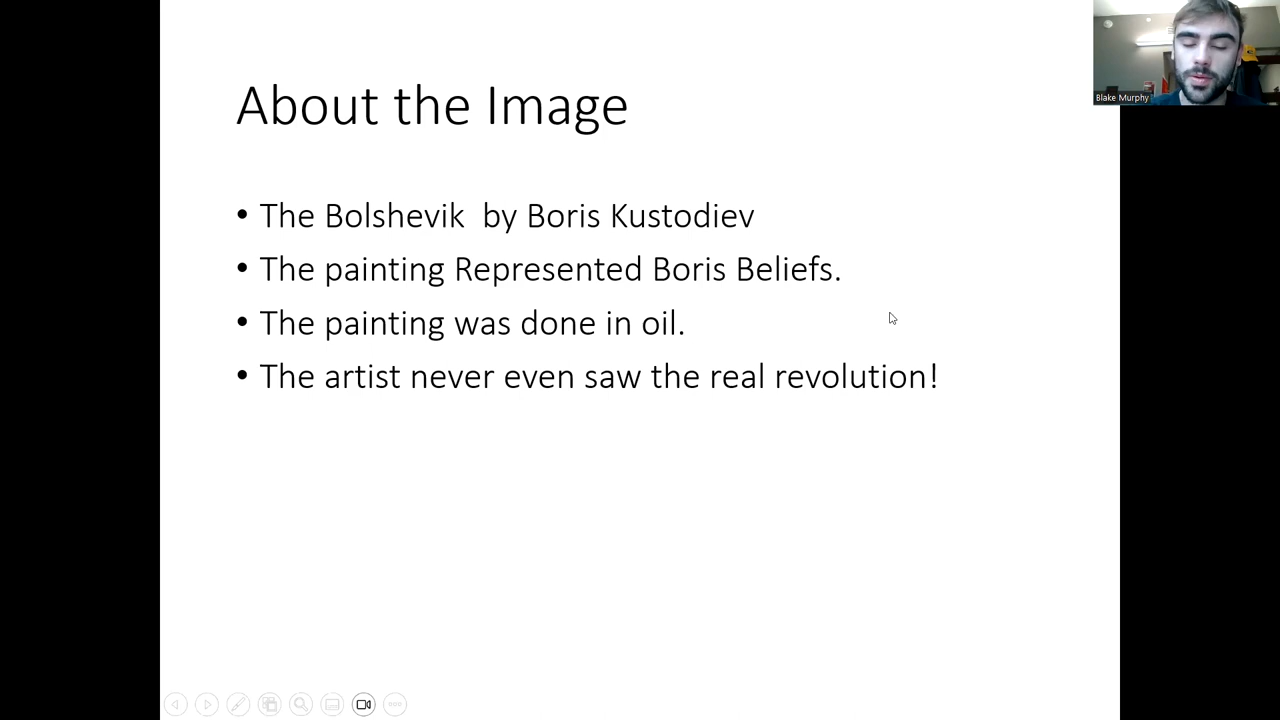 About the Image
• The Bolshevik  by Boris Kustodiev
• The painting Represented Boris Beliefs.
• The painting was done in oil.
• The artist never even saw the real revolution!
Blake Murphy